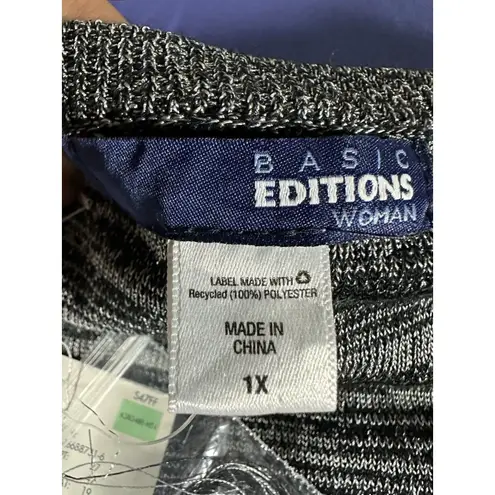 BASIC
EDITIONS
WOMAN
LABEL MADE WITH
Recycled (100%) POLYESTER
MADE IN
CHINA
1X